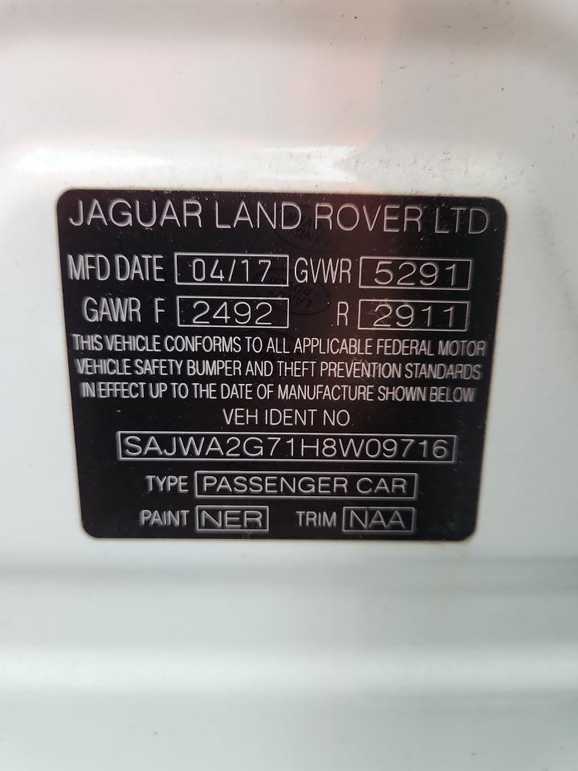 JAGUAR LAND ROVER LTD
MFD DATE 04/17 GVWR 5291
GAWR F 2492 R 2911
THIS VEHICLE CONFORMS TO ALL APPLICABLE FEDERAL MOTOR
VEHICLE SAFETY BUMPER AND THEFT PREVENTION STANDARDS
IN EFFECT UP TO THE DATE OF MANUFACTURE SHOWN BELOW
VEH IDENT NO
SAJWA2G71H8W09716
TYPE PASSENGER CAR
PAINT NER TRIM NAA